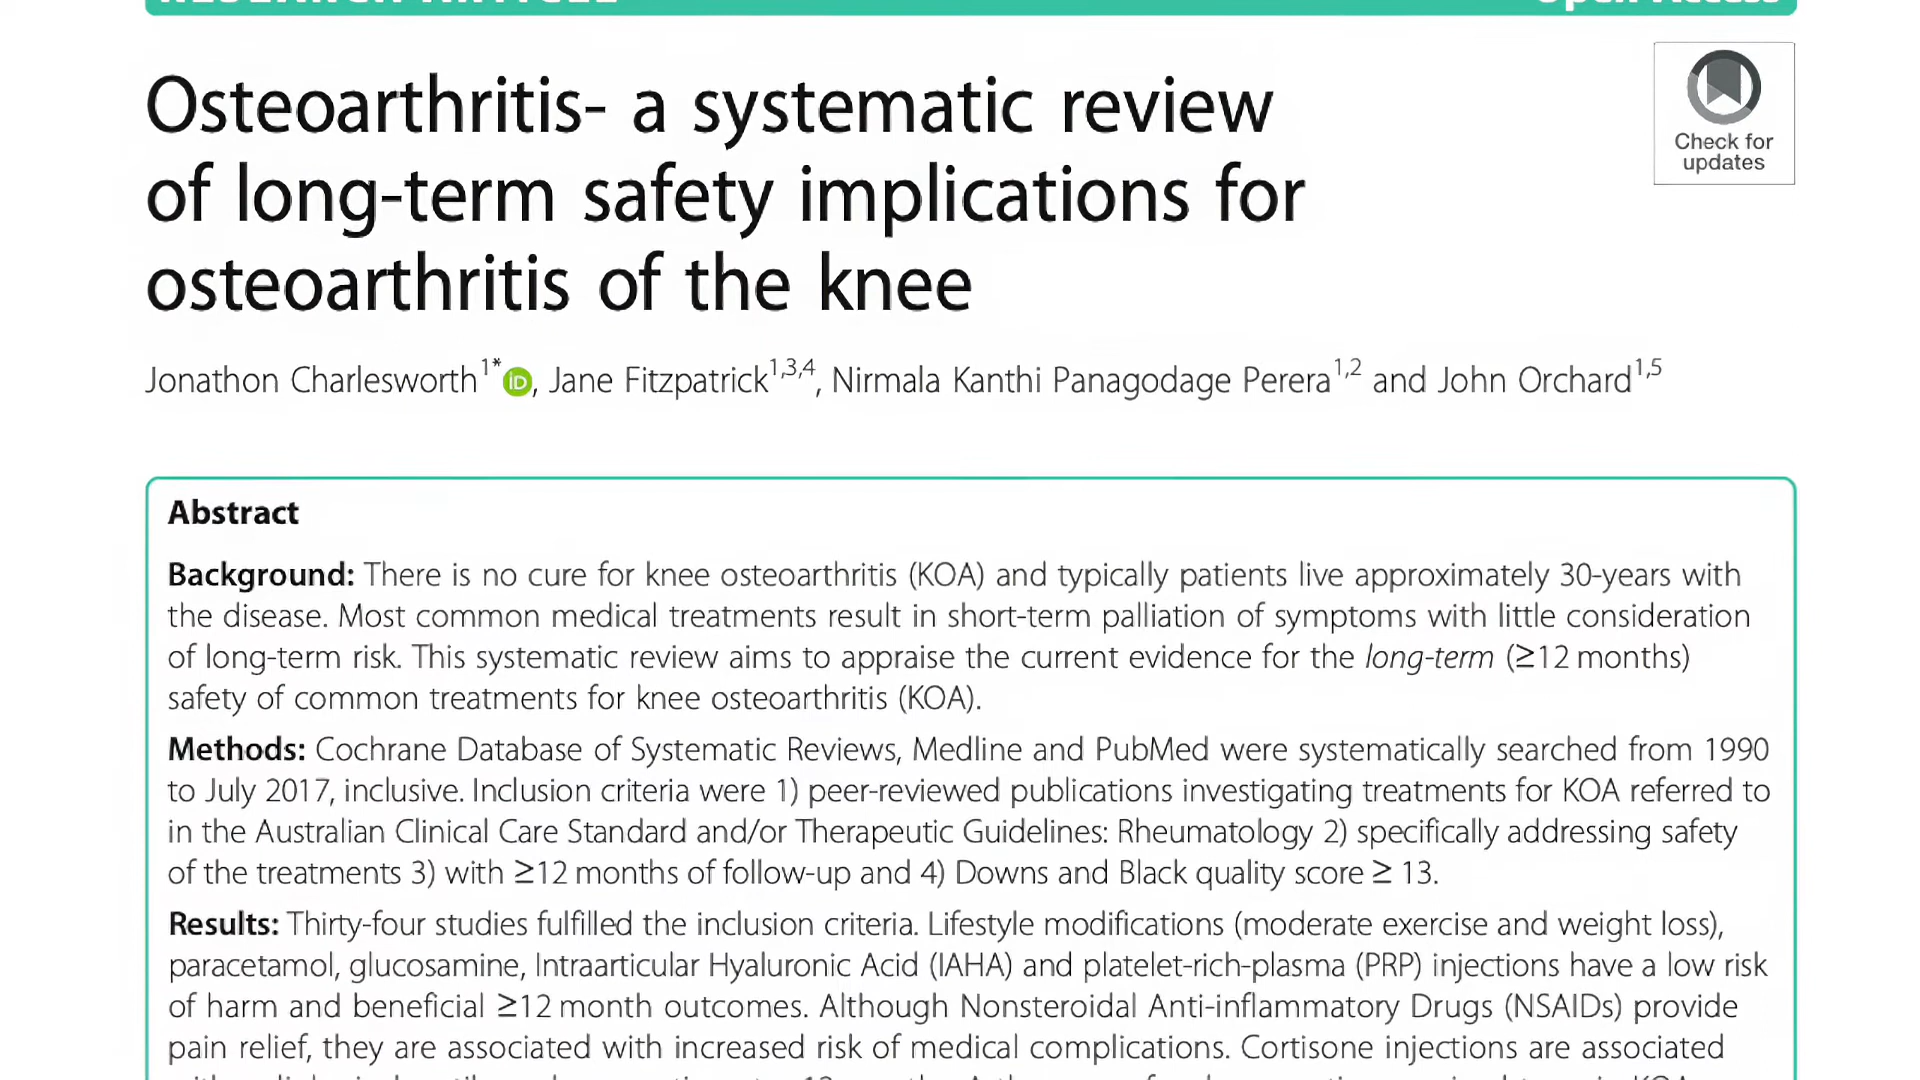 RESEARCH ARTICLE
Open Access
Osteoarthritis- a systematic review
of long-term safety implications for
osteoarthritis of the knee
Check for
updates
Jonathon Charlesworth1* iD, Jane Fitzpatrick1,3,4, Nirmala Kanthi Panagodage Perera1,2 and John Orchard1,5
Abstract
Background: There is no cure for knee osteoarthritis (KOA) and typically patients live approximately 30-years with
the disease. Most common medical treatments result in short-term palliation of symptoms with little consideration
of long-term risk. This systematic review aims to appraise the current evidence for the long-term (≥12 months)
safety of common treatments for knee osteoarthritis (KOA).
Methods: Cochrane Database of Systematic Reviews, Medline and PubMed were systematically searched from 1990
to July 2017, inclusive. Inclusion criteria were 1) peer-reviewed publications investigating treatments for KOA referred to
in the Australian Clinical Care Standard and/or Therapeutic Guidelines: Rheumatology 2) specifically addressing safety
of the treatments 3) with ≥12 months of follow-up and 4) Downs and Black quality score ≥ 13.
Results: Thirty-four studies fulfilled the inclusion criteria. Lifestyle modifications (moderate exercise and weight loss),
paracetamol, glucosamine, Intraarticular Hyaluronic Acid (IAHA) and platelet-rich-plasma (PRP) injections have a low risk
of harm and beneficial ≥12 month outcomes. Although Nonsteroidal Anti-inflammatory Drugs (NSAIDs) provide
pain relief, they are associated with increased risk of medical complications. Cortisone injections are associated